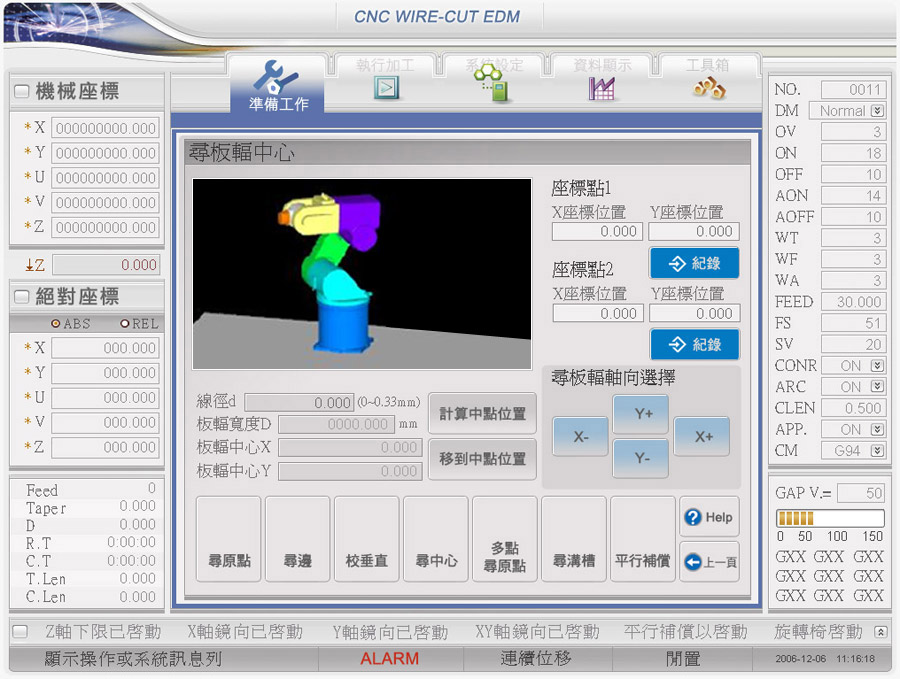 CNC WIRE-CUT EDM
準備工作
執行加工
系統設定
資料顯示
工具箱
機械座標
*X 000000000.000
*Y 000000000.000
*U 000000000.000
*V 000000000.000
*Z 000000000.000
Z 0.000
絕對座標
ABS REL
*X 000.000
*Y 000.000
*U 000.000
*V 000.000
*Z 000.000
Feed 0
Taper 0.000
D 0.000
R.T 0:00:00
C.T 0:00:00
T.Len 0.000
C.Len 0.000
尋板輻中心
座標點1
X座標位置 Y座標位置
0.000 0.000
紀錄
座標點2
X座標位置 Y座標位置
0.000 0.000
紀錄
線徑d 0.000 (0~0.33mm)
板輻寬度D 0000.000 mm
板輻中心X 0.000
板輻中心Y 0.000
計算中點位置
移到中點位置
尋板輻軸向選擇
Y+
X-
X+
Y-
尋原點
尋邊
校垂直
尋中心
多點
尋原點
尋溝槽
平行補償
Help
上一頁
NO. 0011
DM Normal
OV 3
ON 18
OFF 10
AON 14
AOFF 10
WT 3
WF 3
WA 3
FEED 30.000
FS 51
SV 20
CONR ON
ARC ON
CLEN 0.500
APP. ON
CM G94
GAP V.= 50
0 50 100 150
GXX GXX GXX
GXX GXX GXX
GXX GXX GXX
Z軸下限已啓動 X軸鏡向已啓動 Y軸鏡向已啓動 XY軸鏡向已啓動 平行補償以啓動 旋轉椅啓動
顯示操作或系統訊息列 ALARM 連續位移 閒置 2006-12-06 11:16:18